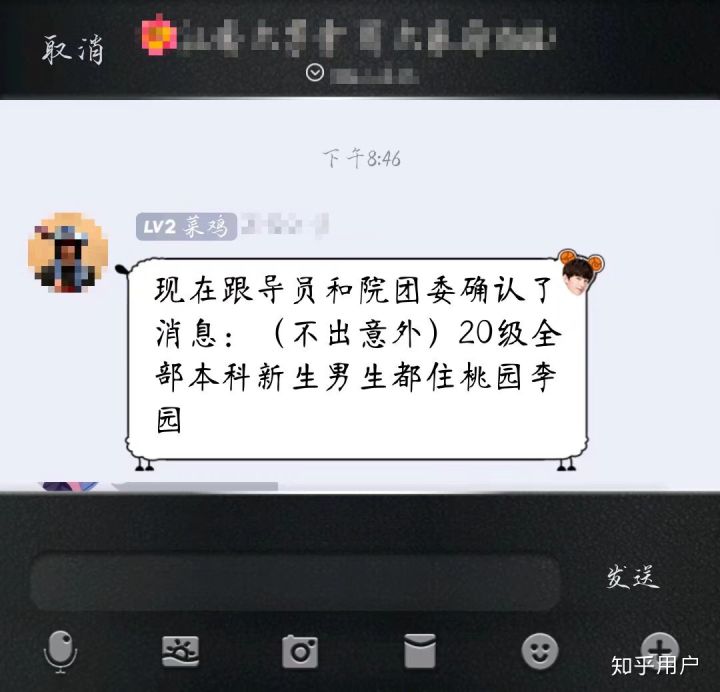 取消
下午8:46
LV2 菜鸡
现在跟导员和院团委确认了
消息：（不出意外）20级全
部本科新生男生都住桃园李
园
发送
知乎用户